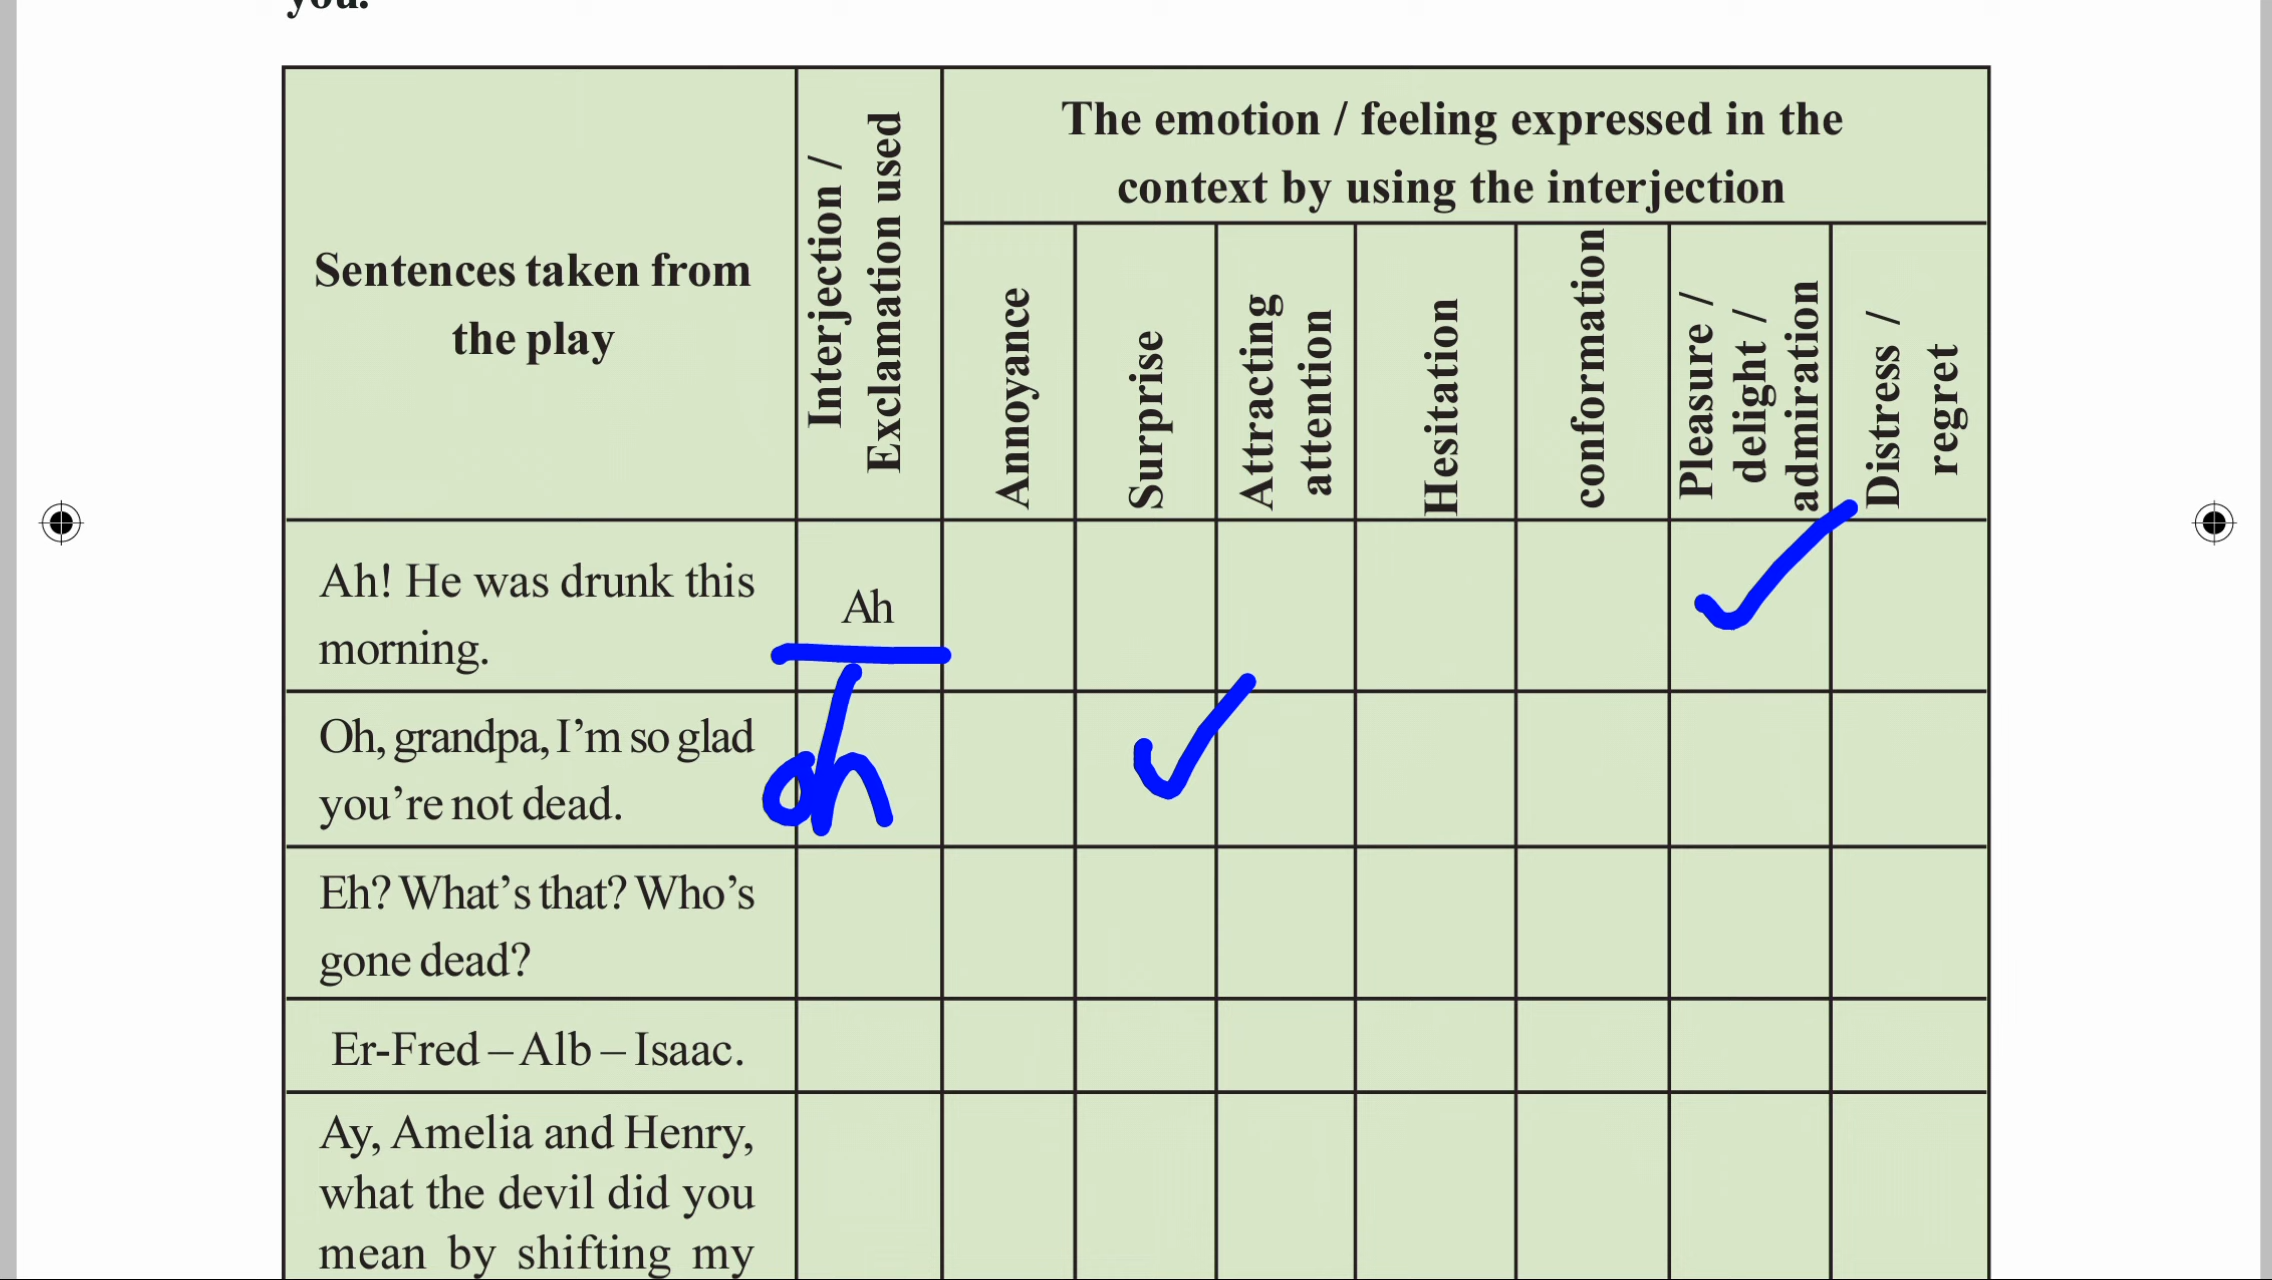 you.
Sentences taken from
the play
Interjection /
Exclamation used
The emotion / feeling expressed in the
context by using the interjection
Annoyance
Surprise
Attracting
attention
Hesitation
conformation
Pleasure /
delight /
admiration
Distress /
regret
Ah! He was drunk this
morning.
Ah
Oh, grandpa, I'm so glad
you're not dead.
oh
Eh? What's that? Who's
gone dead?
Er-Fred – Alb – Isaac.
Ay, Amelia and Henry,
what the devil did you
mean by shifting my